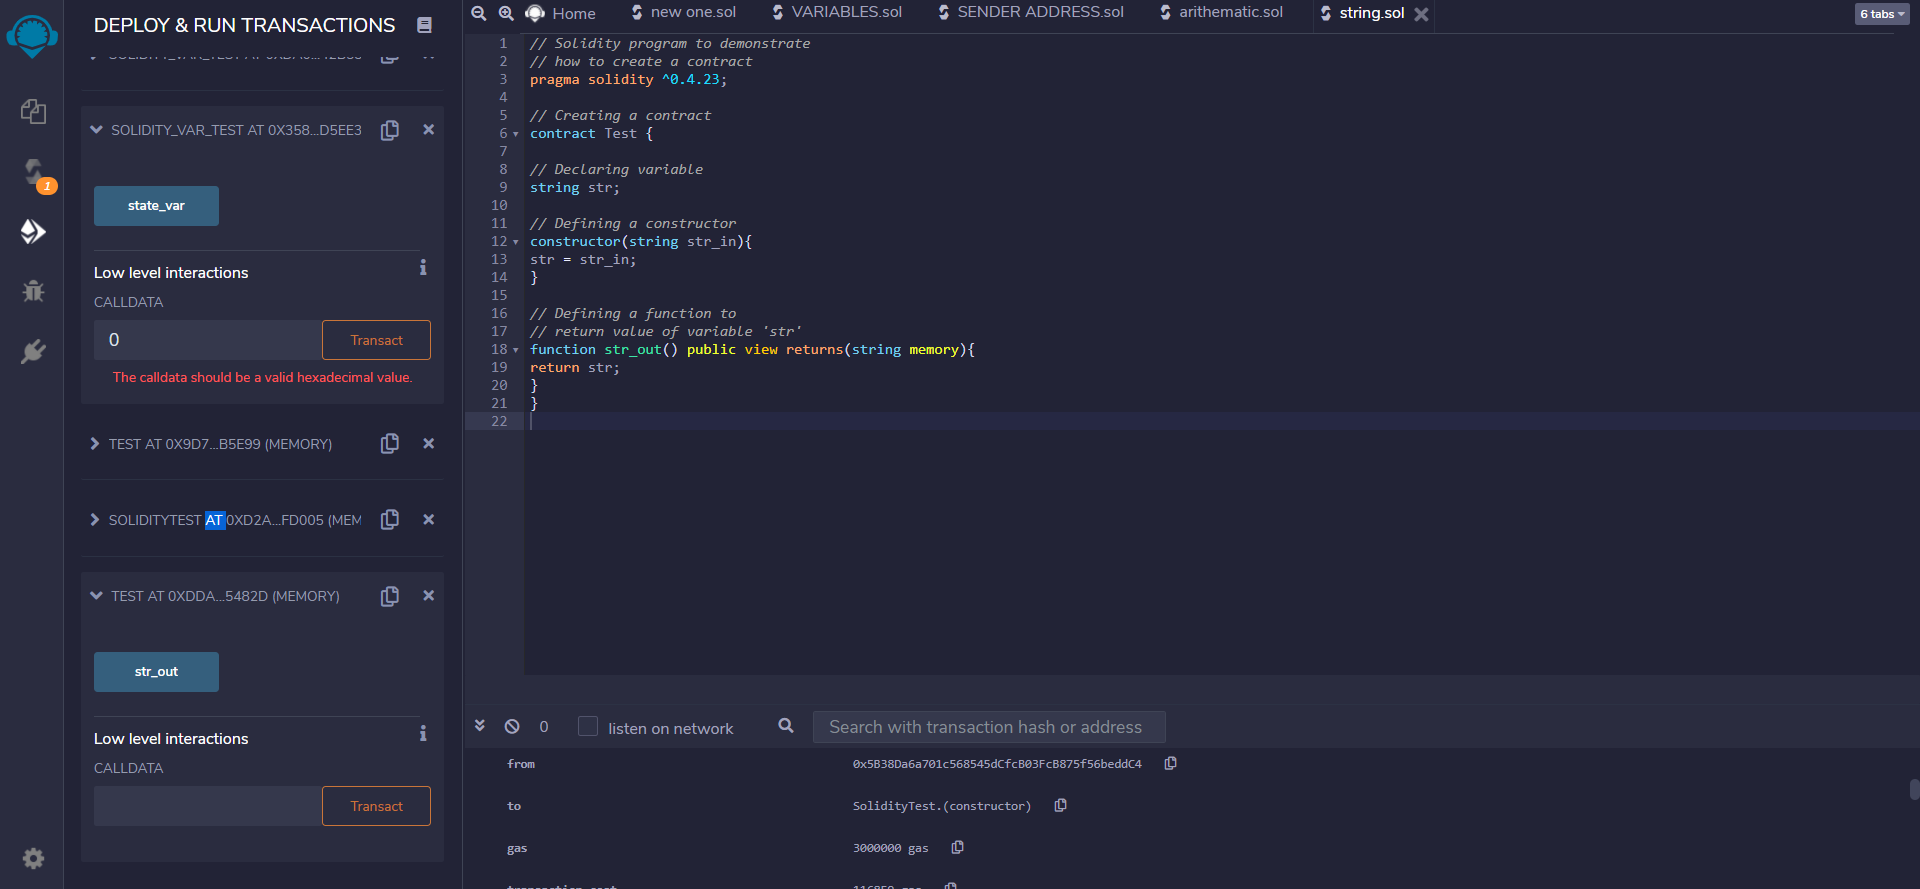 DEPLOY & RUN TRANSACTIONS
1
SOLIDITY_VAR_TEST AT 0X358...D5EE3
state_var
Low level interactions
CALLDATA
0
Transact
The calldata should be a valid hexadecimal value.
TEST AT 0X9D7...B5E99 (MEMORY)
SOLIDITYTEST AT 0XD2A...FD005 (MEM
TEST AT 0XDDA...5482D (MEMORY)
str_out
Low level interactions
CALLDATA
Transact
Home new one.sol VARIABLES.sol SENDER ADDRESS.sol arithematic.sol string.sol 6 tabs
1 // Solidity program to demonstrate
2 // how to create a contract
3 pragma solidity ^0.4.23;
4
5 // Creating a contract
6 contract Test {
7
8 // Declaring variable
9 string str;
10
11 // Defining a constructor
12 constructor(string str_in){
13 str = str_in;
14 }
15
16 // Defining a function to
17 // return value of variable 'str'
18 function str_out() public view returns(string memory){
19 return str;
20 }
21 }
22
0 listen on network Search with transaction hash or address
from 0x5B38Da6a701c568545dCfcB03FcB875f56beddC4
to SolidityTest.(constructor)
gas 3000000 gas